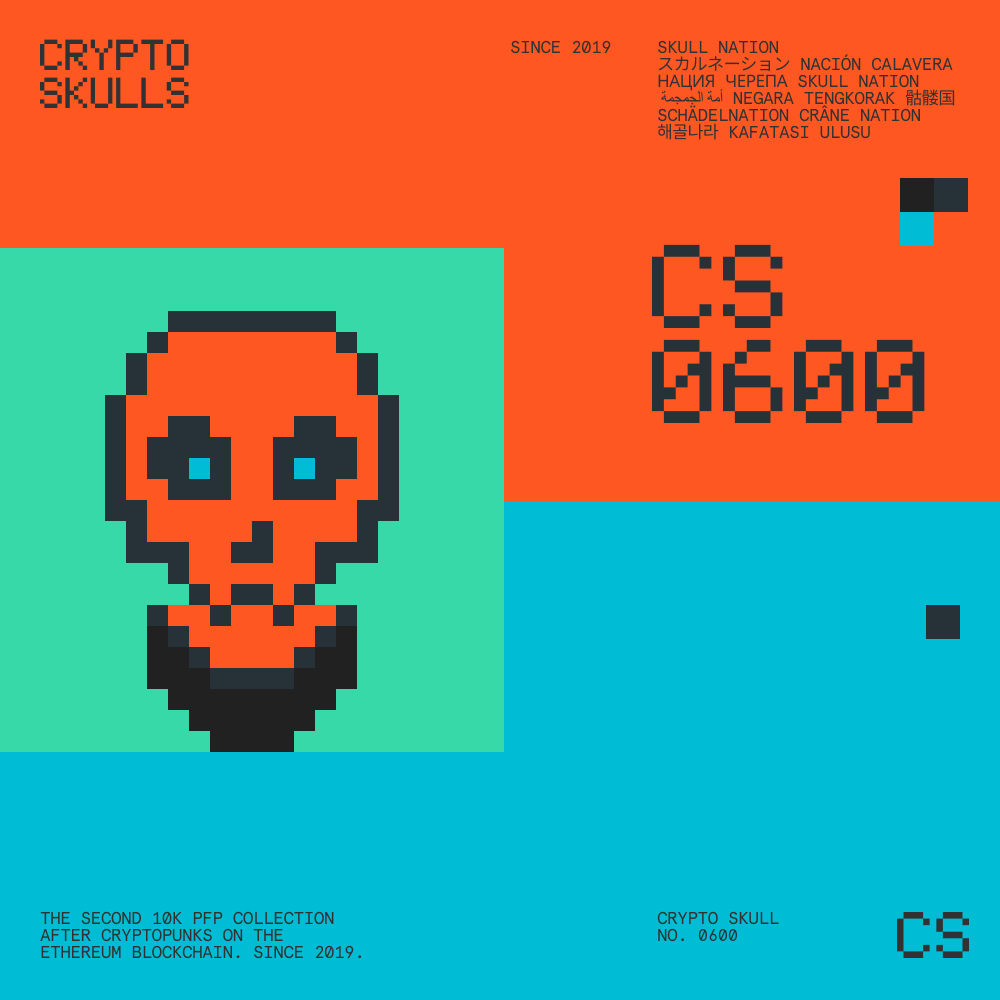 CRYPTO
SKULLS
SINCE 2019
SKULL NATION
スカルネーション NACIÓN CALAVERA
НАЦИЯ ЧЕРЕПА SKULL NATION
أمة الجمجمة NEGARA TENGKORAK 骷髅国
SCHÄDELNATION CRÂNE NATION
해골나라 KAFATASI ULUSU
CS
0600
THE SECOND 10K PFP COLLECTION
AFTER CRYPTOPUNKS ON THE
ETHEREUM BLOCKCHAIN. SINCE 2019.
CRYPTO SKULL
NO. 0600
CS